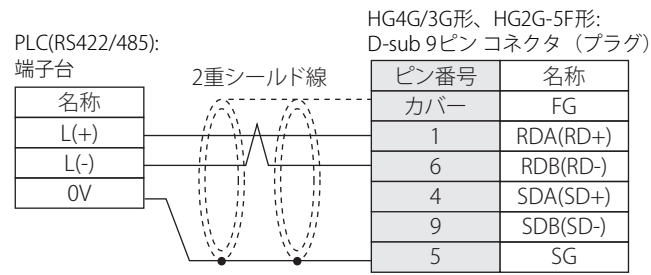 HG4G/3G形、HG2G-5F形:
PLC(RS422/485):
D-sub 9ピン コネクタ（プラグ）
端子台
2重シールド線
ピン番号 名称
名称
カバー FG
L(+)
1 RDA(RD+)
L(-)
6 RDB(RD-)
0V
4 SDA(SD+)
9 SDB(SD-)
5 SG